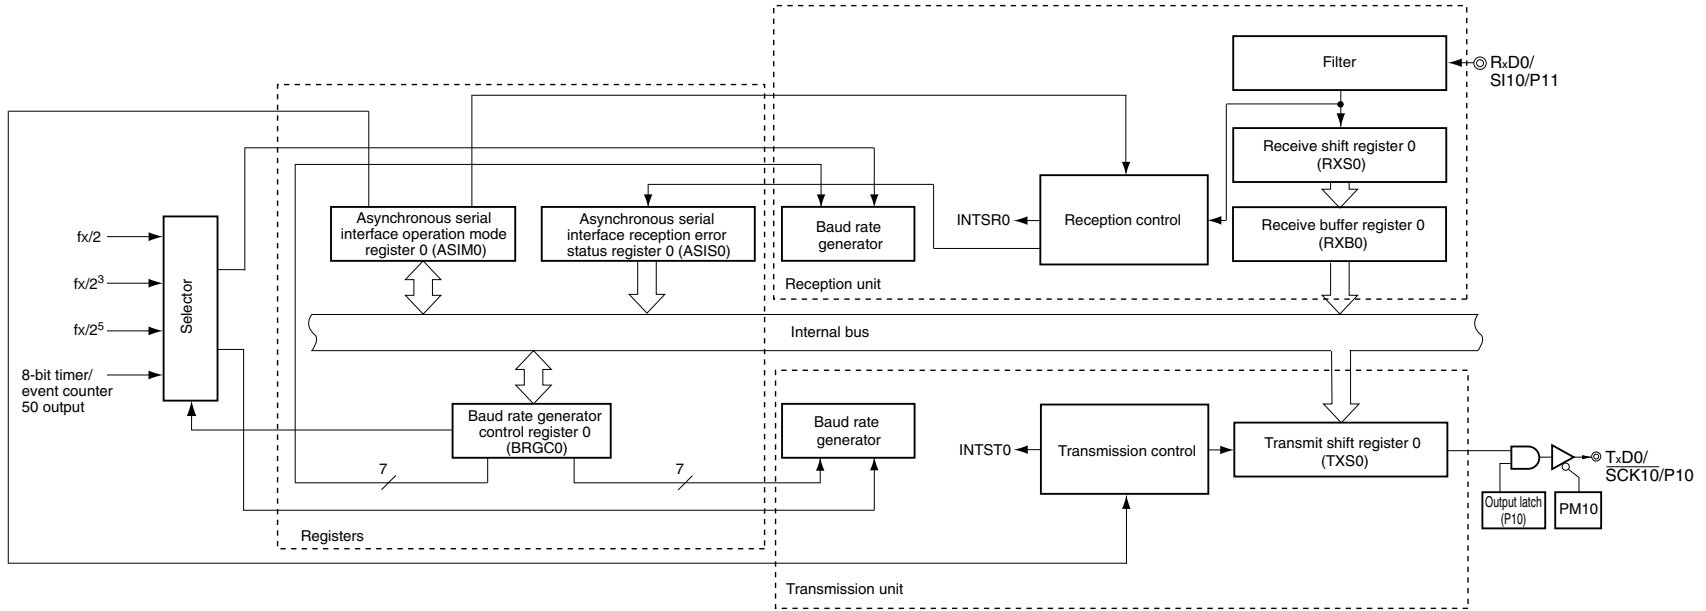 Filter
RxD0/
SI10/P11
Receive shift register 0
(RXS0)
Asynchronous serial
interface operation mode
register 0 (ASIM0)
Asynchronous serial
interface reception error
status register 0 (ASIS0)
Baud rate
generator
INTSR0
Reception control
Receive buffer register 0
(RXB0)
Reception unit
fx/2
fx/2³
fx/2⁵
8-bit timer/
event counter
50 output
Selector
Internal bus
Baud rate generator
control register 0
(BRGC0)
7
7
Registers
Baud rate
generator
INTST0
Transmission control
Transmit shift register 0
(TXS0)
TxD0/
SCK10/P10
Output latch
(P10)
PM10
Transmission unit